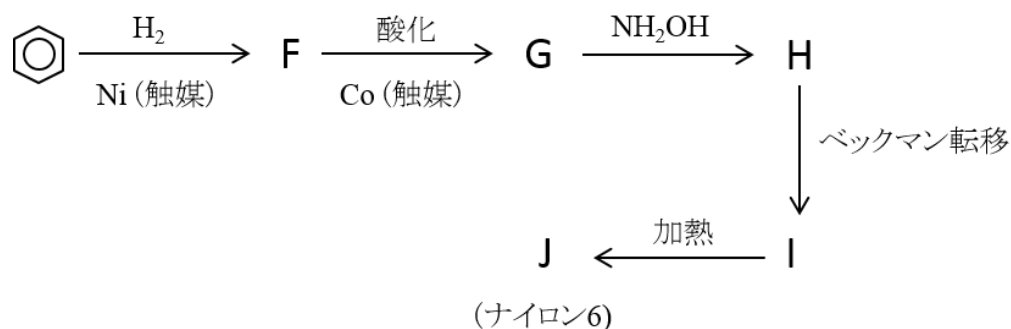 H₂
Ni (触媒)
F
酸化
Co (触媒)
G
NH₂OH
H
ベックマン転移
I
加熱
J
(ナイロン6)